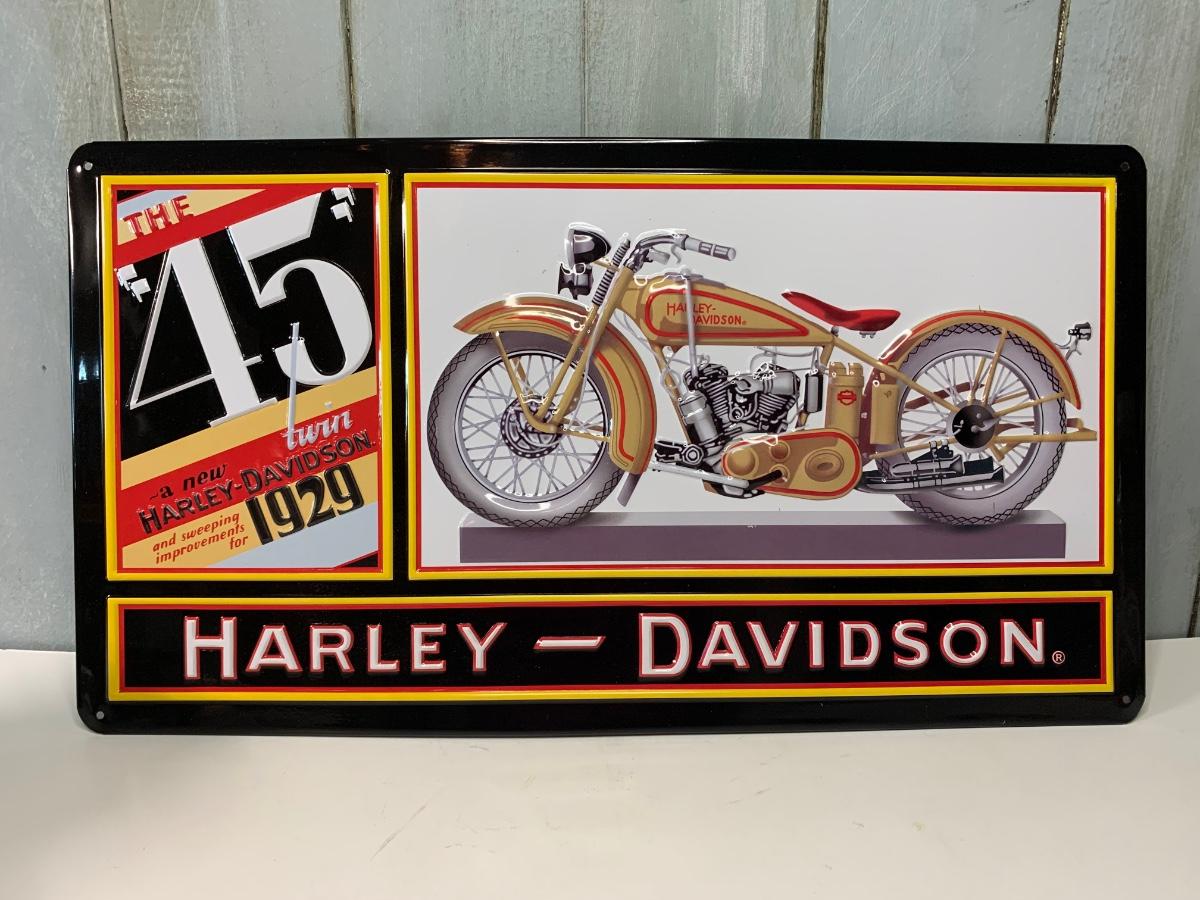 THE
"45"
twin
~a new
HARLEY-DAVIDSON
and sweeping
improvements
for
1929
HARLEY-
DAVIDSON®
HARLEY — DAVIDSON®